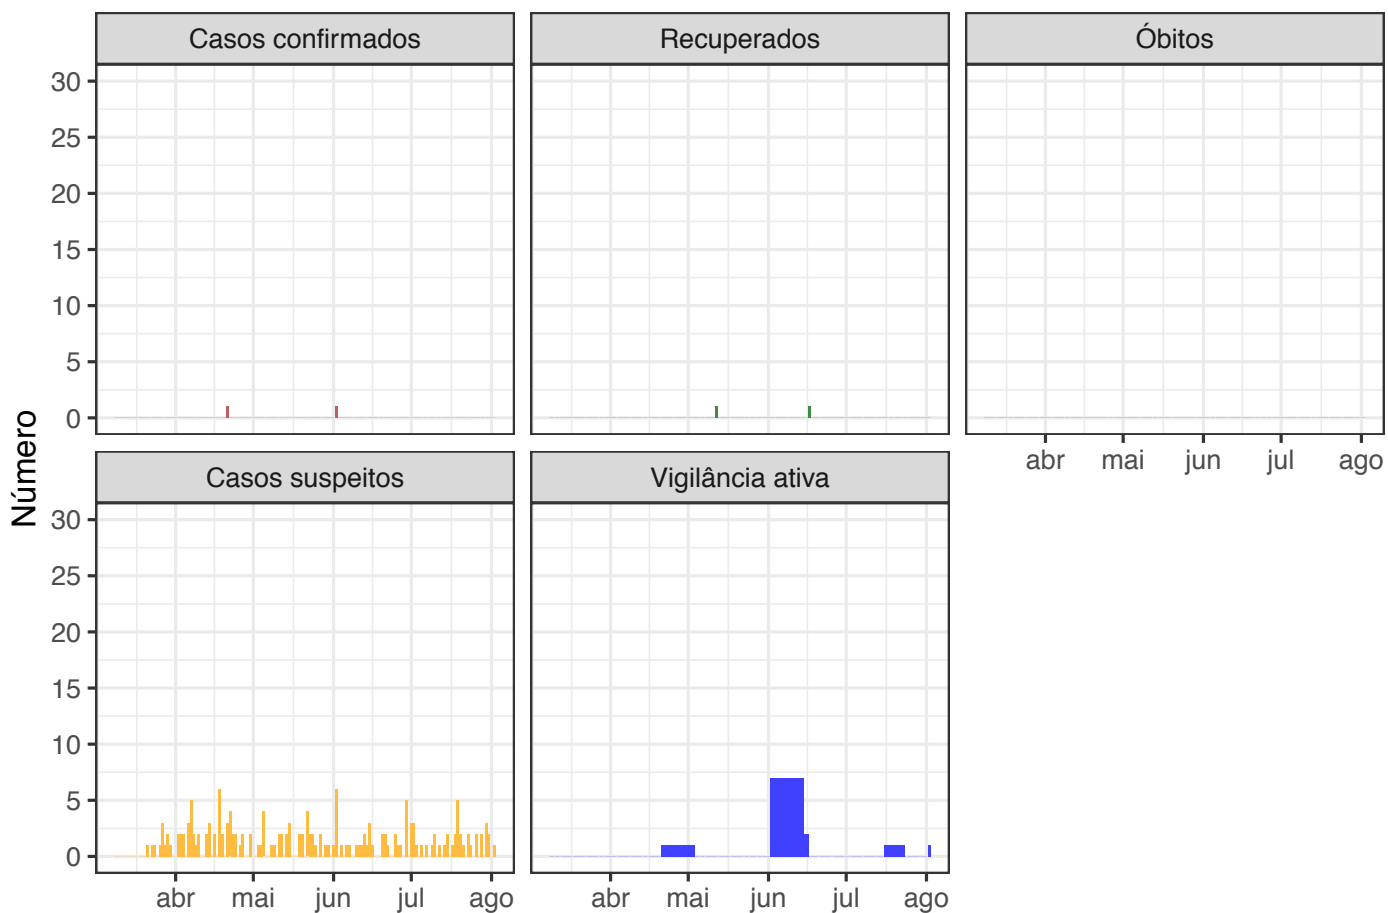 Casos confirmados
Recuperados
Óbitos
30
25
20
15
10
5
0
abr mai jun jul ago
Número
Casos suspeitos
Vigilância ativa
30
25
20
15
10
5
0
abr mai jun jul ago
abr mai jun jul ago